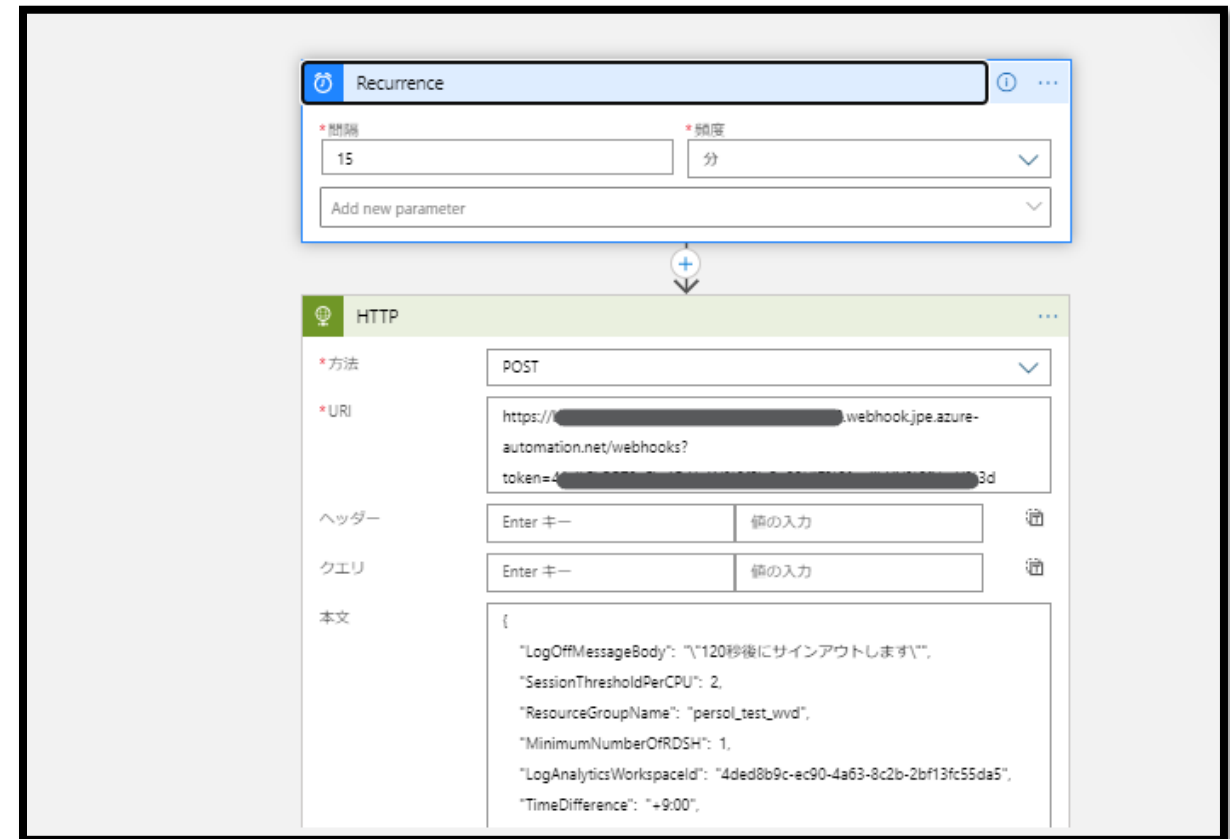 Recurrence
*間隔
*頻度
15
分
Add new parameter
HTTP
*方法
POST
*URI
https://
.webhook.jpe.azure-
automation.net/webhooks?
token=4
3d
ヘッダー
Enter キー
値の入力
クエリ
Enter キー
値の入力
本文
{
"LogOffMessageBody": "\"120秒後にサインアウトします\"",
"SessionThresholdPerCPU": 2,
"ResourceGroupName": "persol_test_wvd",
"MinimumNumberOfRDSH": 1,
"LogAnalyticsWorkspaceId": "4ded8b9c-ec90-4a63-8c2b-2bf13fc55da5",
"TimeDifference": "+9:00",